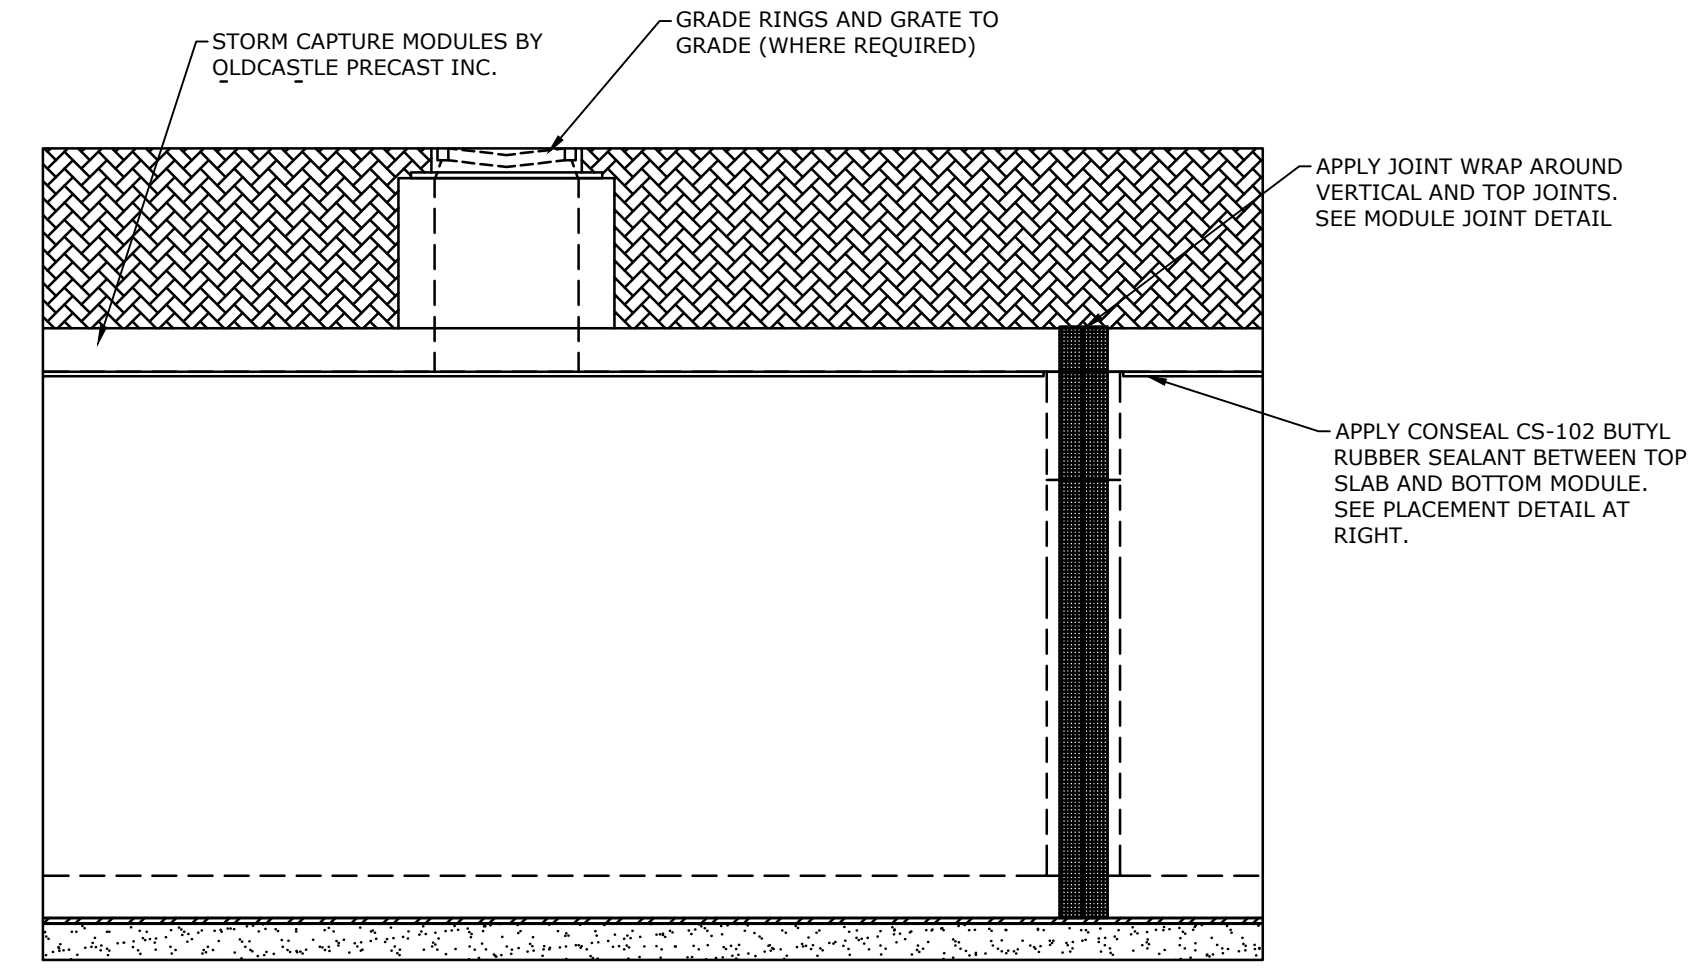 STORM CAPTURE MODULES BY
OLDCASTLE PRECAST INC.
GRADE RINGS AND GRATE TO
GRADE (WHERE REQUIRED)
APPLY JOINT WRAP AROUND
VERTICAL AND TOP JOINTS.
SEE MODULE JOINT DETAIL
APPLY CONSEAL CS-102 BUTYL
RUBBER SEALANT BETWEEN TOP
SLAB AND BOTTOM MODULE.
SEE PLACEMENT DETAIL AT
RIGHT.